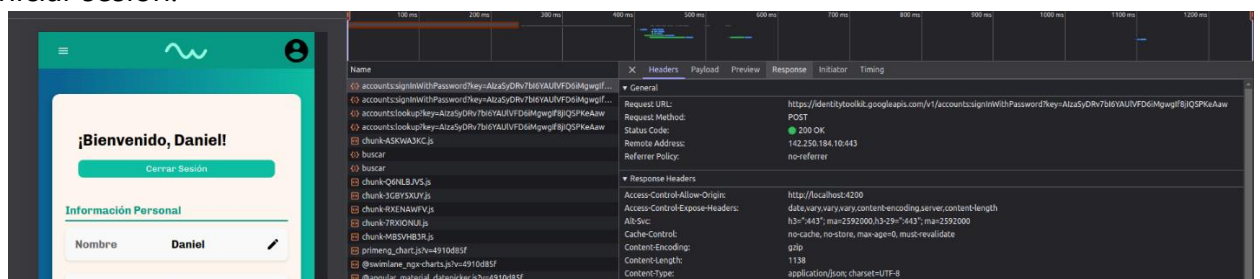 sesión.
100 ms 200 ms 300 ms 400 ms 500 ms 600 ms 700 ms 800 ms 900 ms 1000 ms 1100 ms 1200 ms
¡Bienvenido, Daniel!
Cerrar Sesión
Información Personal
Nombre Daniel
Name
accounts:signInWithPassword?key=
accounts:signInWithPassword?key=
accounts:lookup?key=
accounts:lookup?key=
chunk-ASKWA3KC.js
buscar
buscar
chunk-Q6NLBJVS.js
chunk-3GBYSXUY.js
chunk-RXENAWFV.js
chunk-7RXIONUI.js
chunk-MBSVHB3R.js
primeng_chart.js?v=4910d85f
@swimlane_ngx-charts.js?v=4910d85f
@angular_material_datepicker.js?v=4910d85f
Headers Payload Preview Response Initiator Timing
General
Request URL: https://identitytoolkit.googleapis.com/v1/accounts:signInWithPassword?key=
Request Method: POST
Status Code: 200 OK
Remote Address: 142.250.184.10:443
Referrer Policy: no-referrer
Response Headers
Access-Control-Allow-Origin: http://localhost:4200
Access-Control-Expose-Headers: date,vary,vary,vary,content-encoding,server,content-length
Alt-Svc: h3=":443"; ma=2592000,h3-29=":443"; ma=2592000
Cache-Control: no-cache, no-store, max-age=0, must-revalidate
Content-Encoding: gzip
Content-Length: 1138
Content-Type: application/json; charset=UTF-8